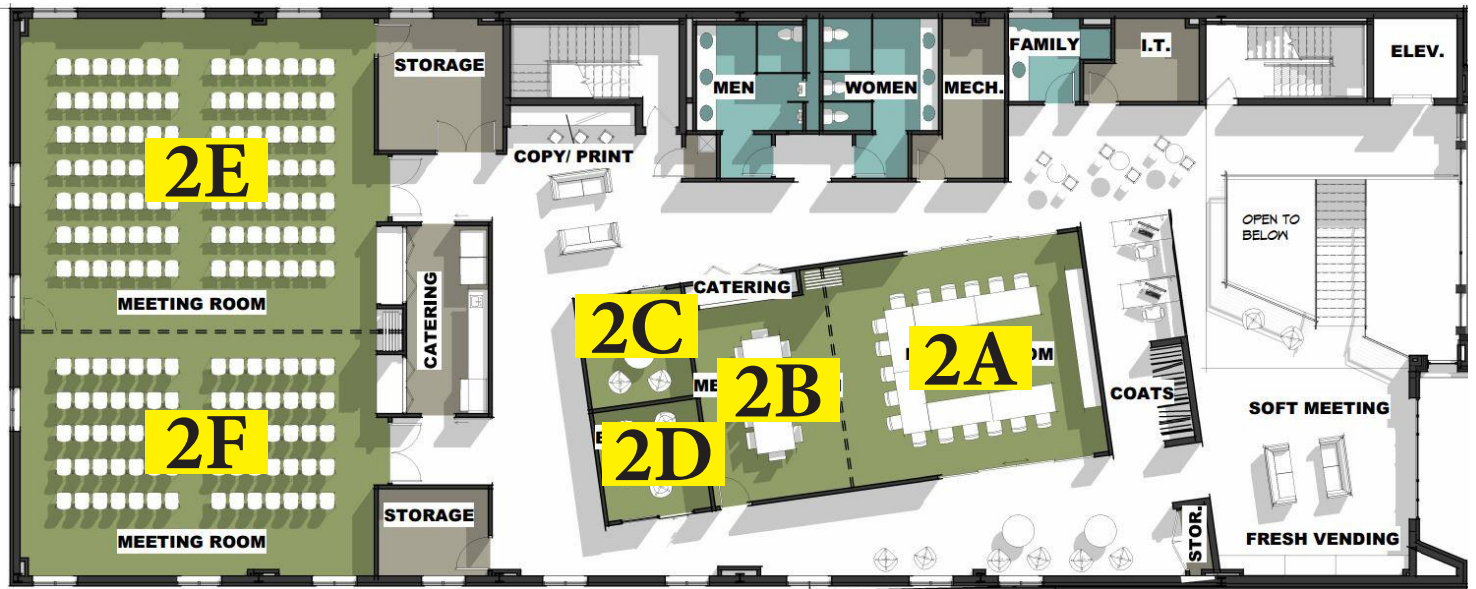 ELEV.
FAMILY
I.T.
STORAGE
MEN
WOMEN
MECH.
COPY/ PRINT
2E
OPEN TO
BELOW
MEETING ROOM
CATERING
CATERING
2C
2A
2B
COATS
SOFT MEETING
2F
2D
STORAGE
STOR.
MEETING ROOM
FRESH VENDING